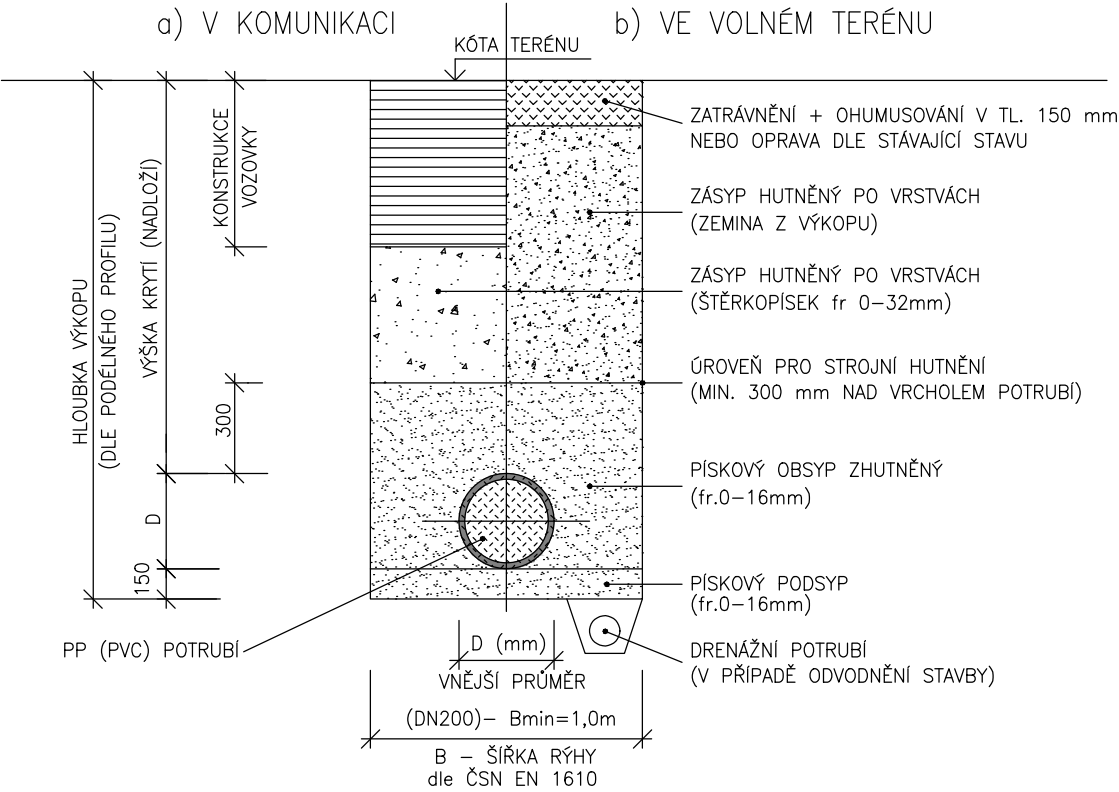 a) V KOMUNIKACI
b) VE VOLNÉM TERÉNU
KÓTA TERÉNU
HLOUBKA VÝKOPU
(DLE PODÉLNÉHO PROFILU)
VÝŠKA KRYTÍ (NADLOŽÍ)
KONSTRUKCE
VOZOVKY
300
D
150
ZATRÁVNĚNÍ + OHUMUSOVÁNÍ V TL. 150 mm
NEBO OPRAVA DLE STÁVAJÍCÍ STAVU
ZÁSYP HUTNĚNÝ PO VRSTVÁCH
(ZEMINA Z VÝKOPU)
ZÁSYP HUTNĚNÝ PO VRSTVÁCH
(ŠTĚRKOPÍSEK fr 0-32mm)
ÚROVEŇ PRO STROJNÍ HUTNĚNÍ
(MIN. 300 mm NAD VRCHOLEM POTRUBÍ)
PÍSKOVÝ OBSYP ZHUTNĚNÝ
(fr.0-16mm)
PÍSKOVÝ PODSYP
(fr.0-16mm)
DRENÁŽNÍ POTRUBÍ
(V PŘÍPADĚ ODVODNĚNÍ STAVBY)
PP (PVC) POTRUBÍ
D (mm)
VNĚJŠÍ PRŮMĚR
(DN200)- Bmin=1,0m
B - ŠÍŘKA RÝHY
dle ČSN EN 1610